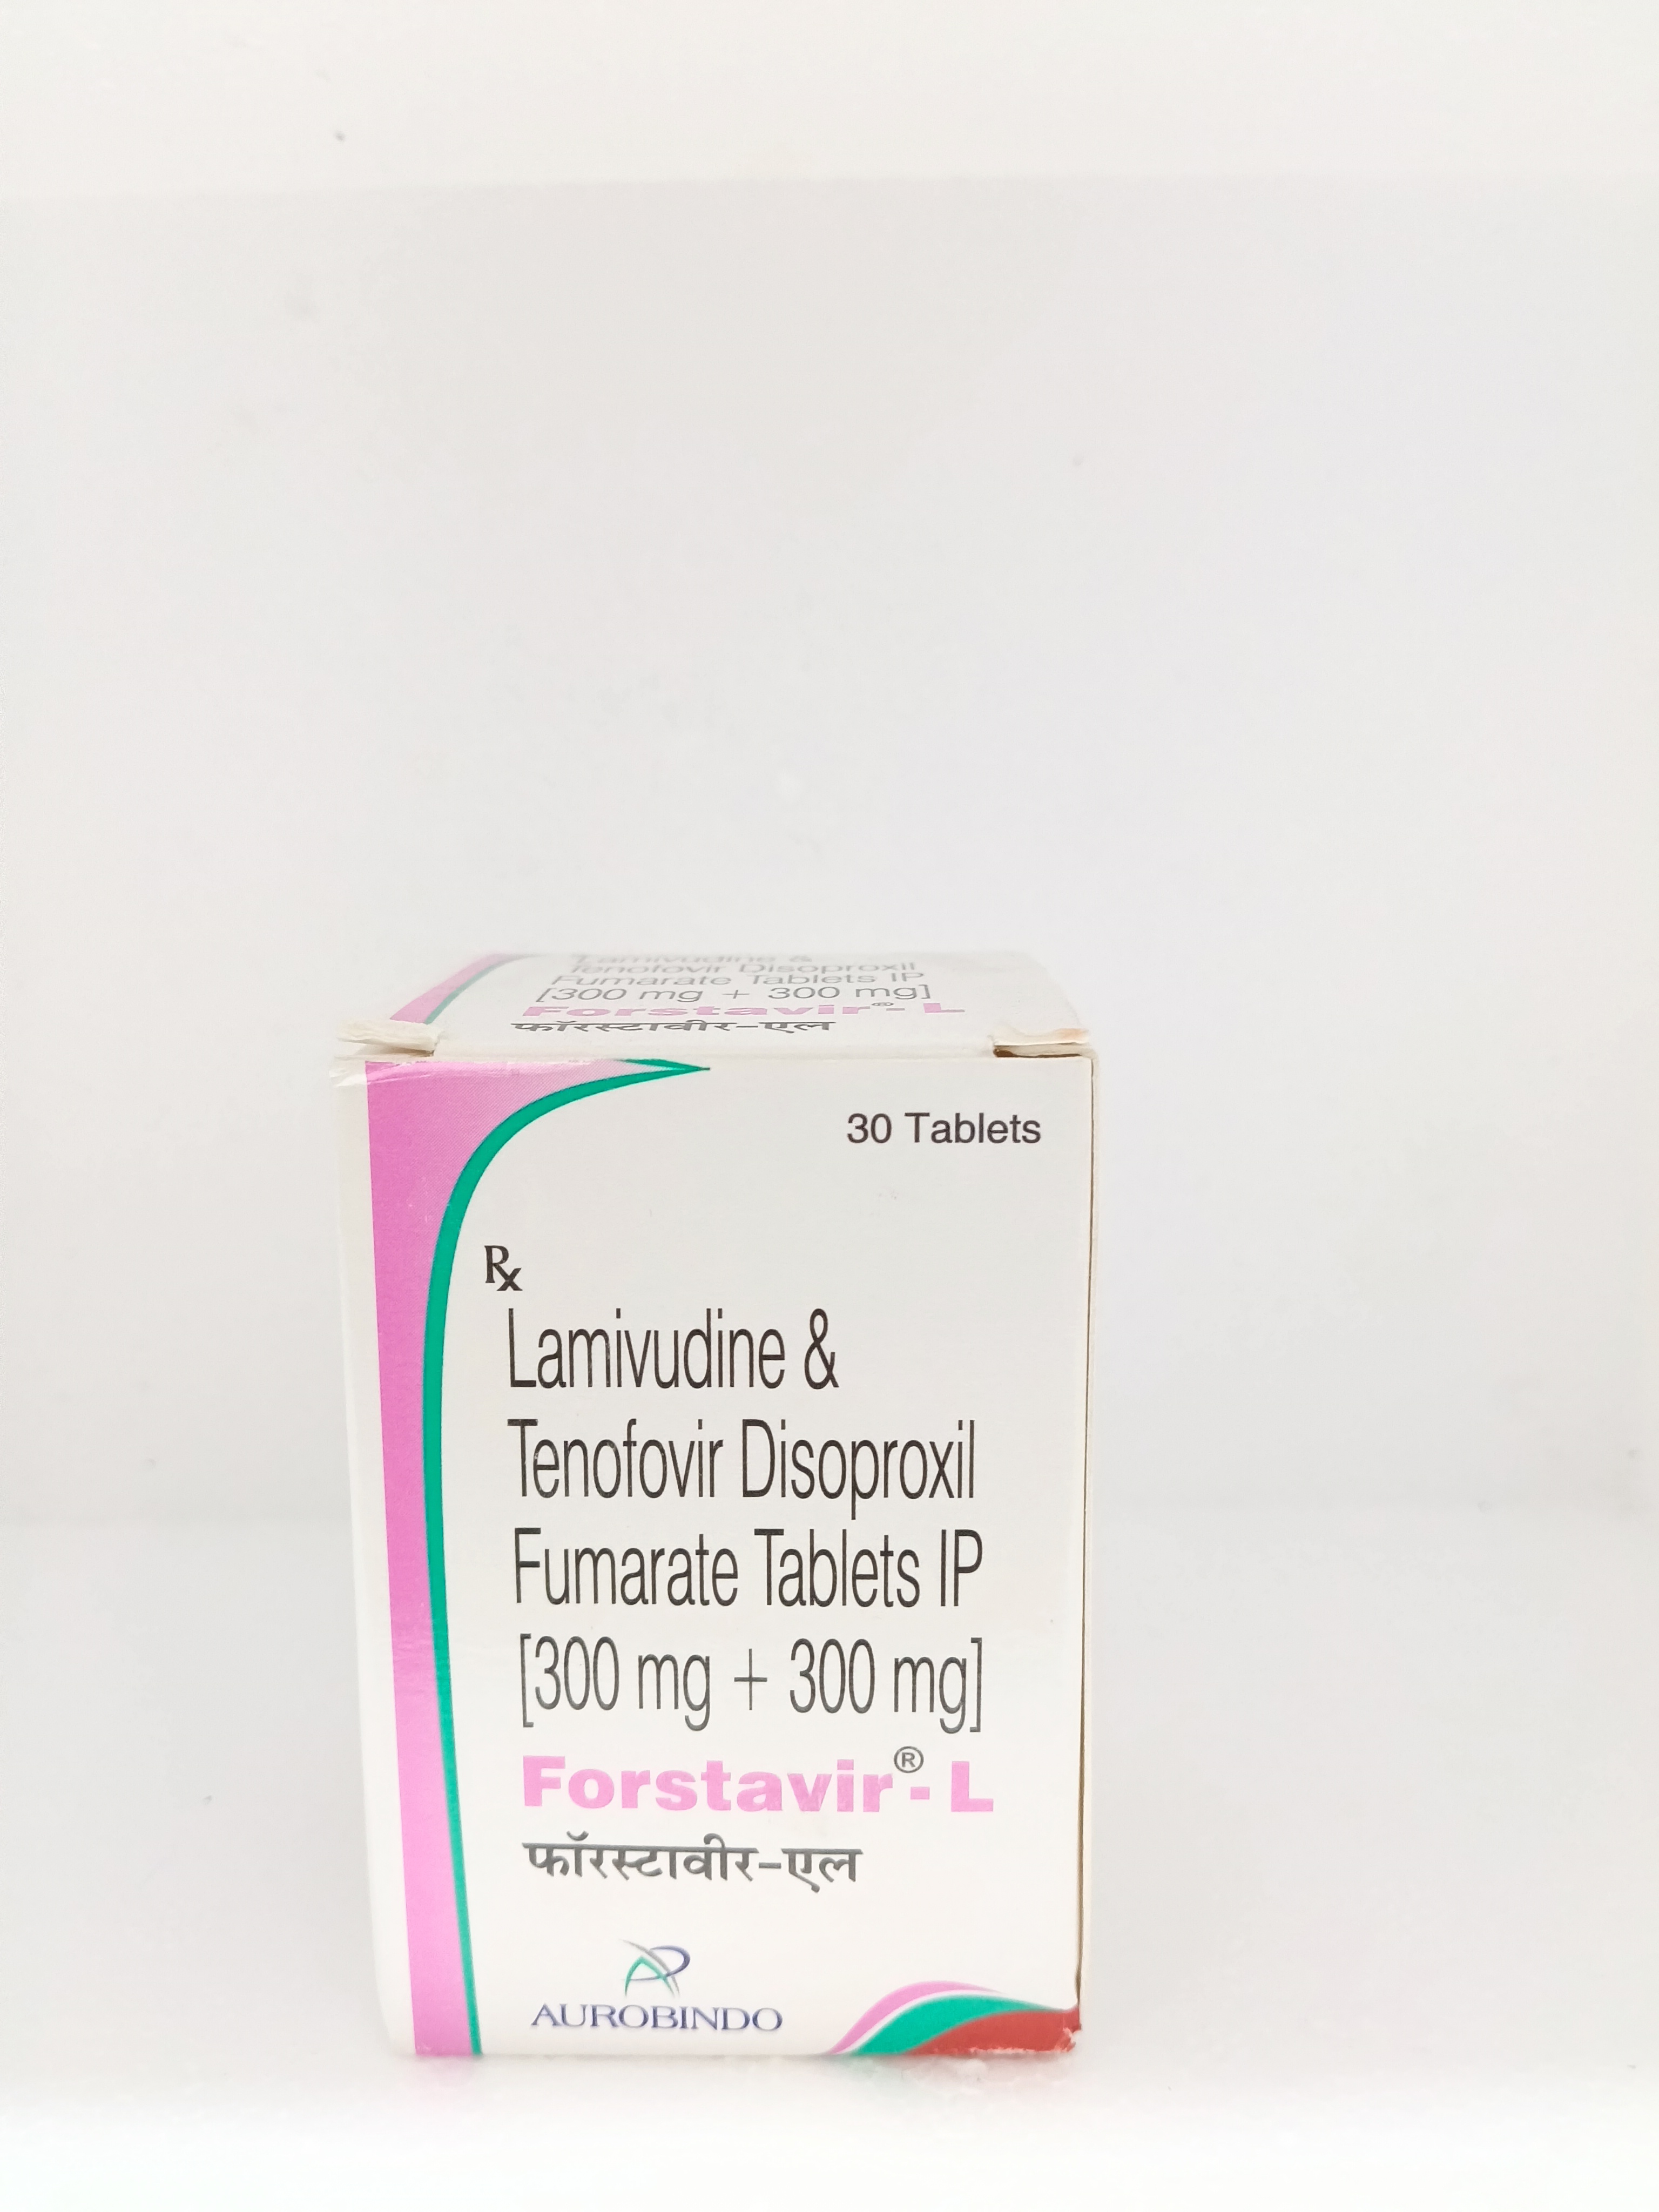 Lamivudine &
Tenofovir Disoproxil
Fumarate Tablets IP
[300 mg + 300 mg]
Forstavir®- L
फॉरस्टावीर-एल
30 Tablets
Rx
Lamivudine &
Tenofovir Disoproxil
Fumarate Tablets IP
[300 mg + 300 mg]
Forstavir®- L
फॉरस्टावीर-एल
AUROBINDO